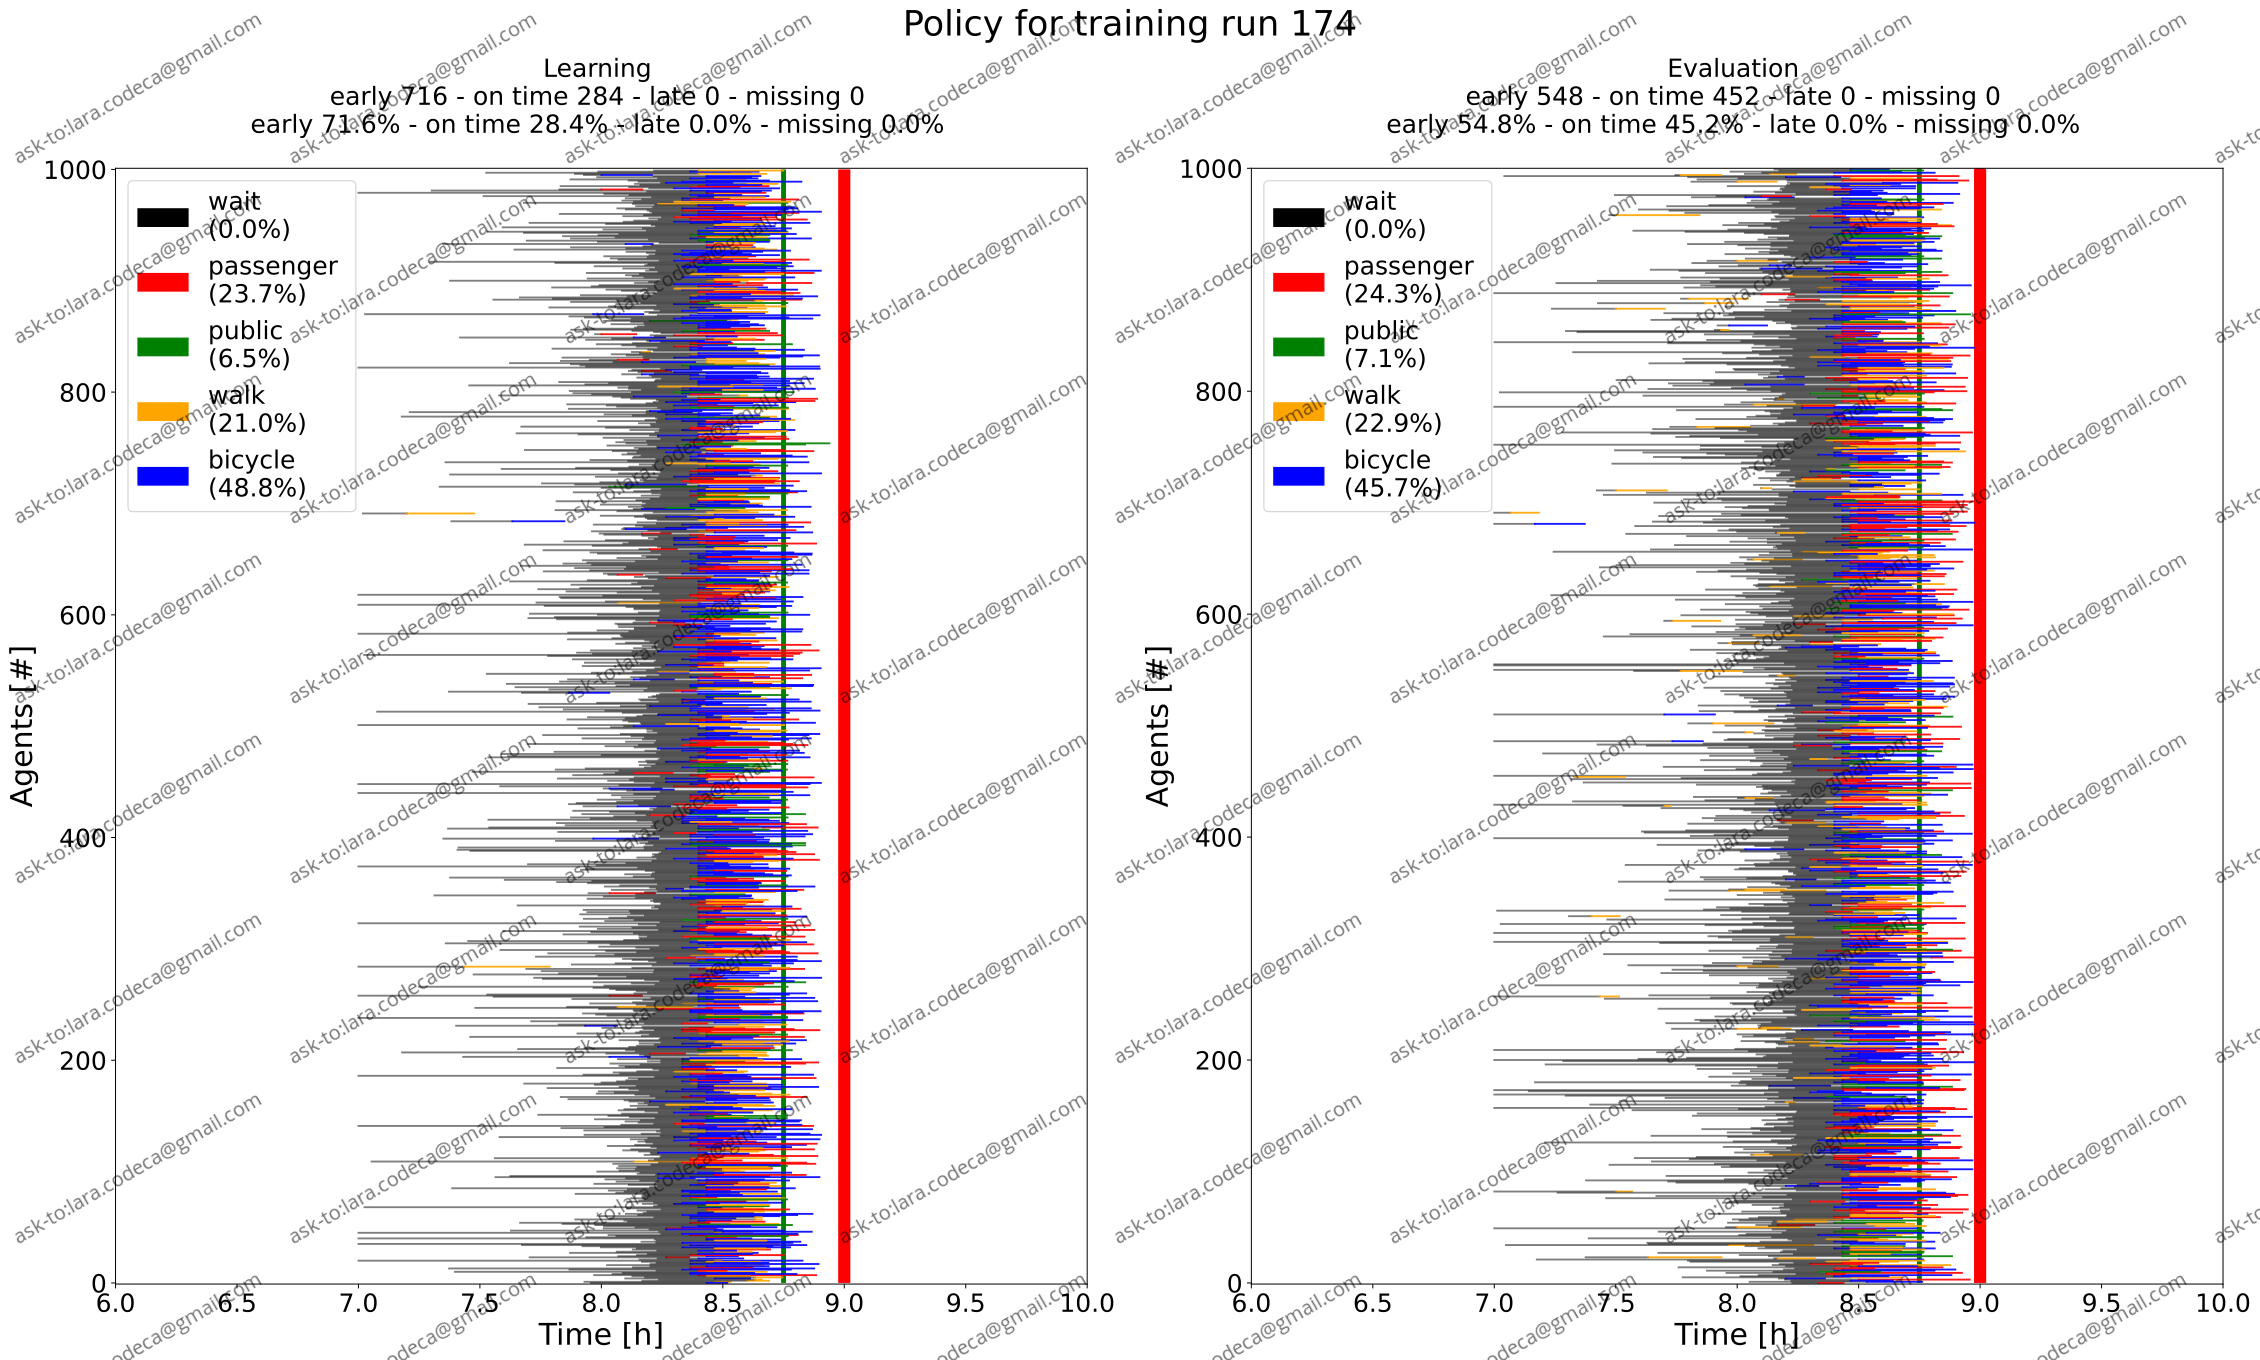 Policy for training run 174
Learning
early 716 - on time 284 - late 0 - missing 0
early 71.6% - on time 28.4% - late 0.0% - missing 0.0%
1000
800
600
400
200
0
Agents [#]
wait
(0.0%)
passenger
(23.7%)
public
(6.5%)
walk
(21.0%)
bicycle
(48.8%)
6.0 6.5 7.0 7.5 8.0 8.5 9.0 9.5 10.0
Time [h]
Evaluation
early 548 - on time 452 - late 0 - missing 0
early 54.8% - on time 45.2% - late 0.0% - missing 0.0%
1000
800
600
400
200
0
Agents [#]
wait
(0.0%)
passenger
(24.3%)
public
(7.1%)
walk
(22.9%)
bicycle
(45.7%)
6.0 6.5 7.0 7.5 8.0 8.5 9.0 9.5 10.0
Time [h]
ask-to:lara.codeca@gmail.com